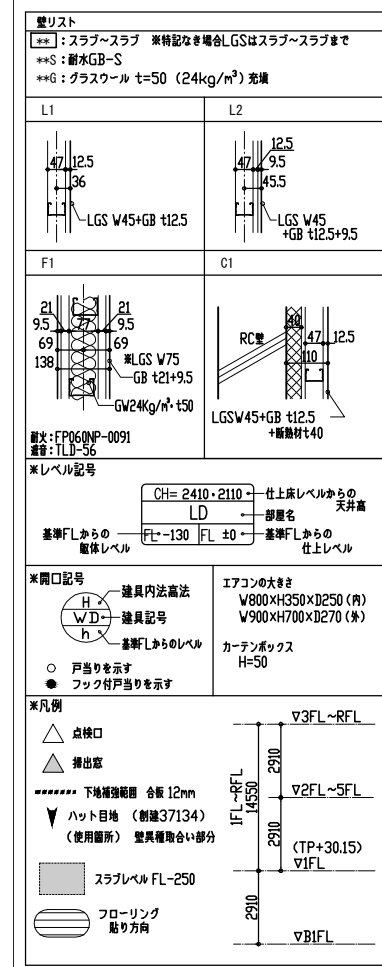 壁リスト
** ：スラブ～スラブ ※特記なき場合LGSはスラブ～スラブまで
**S：耐水GB-S
**G：グラスウール t=50 (24kg/m³) 充填
L1
47 12.5
36
LGS W45+GB t12.5
L2
12.5
47 9.5
45.5
LGS W45
+GB t12.5+9.5
F1
21 77 21
9.5 9.5
69 69
138
※LGS W75
GB t21+9.5
GW24Kg/m³・t50
耐火:FP060NP-0091
遮音:TLD-56
C1
RC壁
40
47 12.5
110
LGSW45+GB t12.5
+断熱材t40
※レベル記号
CH= 2410・2110
仕上床レベルからの
天井高
LD
部屋名
FL -130 FL ±0
基準FLからの
躯体レベル
基準FLからの
仕上レベル
※開口記号
H
建具内法高法
WD
建具記号
h
基準FLからのレベル
○ 戸当りを示す
● フック付戸当りを示す
エアコンの大きさ
W800×H350×D250(内)
W900×H700×D270(外)
カーテンボックス
H=50
※凡例
点検口
掃出窓
下地補強範囲 合板 12mm
ハット目地 (創建37134)
(使用箇所) 壁異種取合い部分
スラブレベル FL-250
フローリング
貼り方向
▽3FL～RFL
2910
▽2FL～5FL
1FL～RFL
14550
2910
(TP+30.15)
▽1FL
2910
▽B1FL